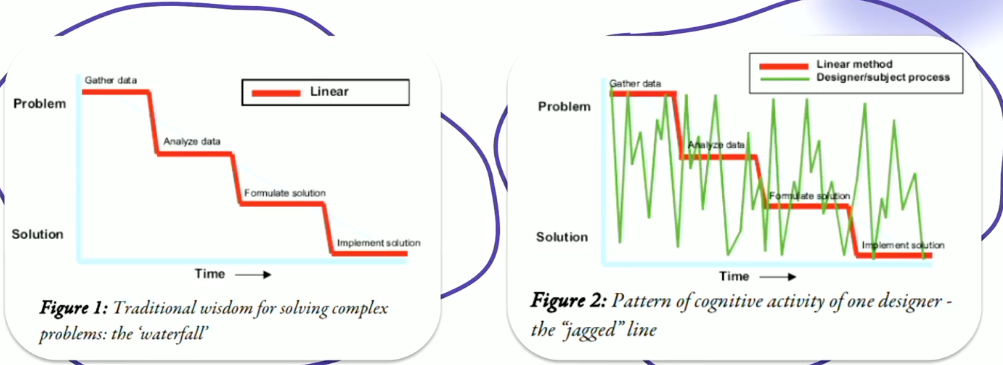 Gather data
Linear
Problem
Analyze data
Formulate solution
Solution
Implement solution
Time
Figure 1: Traditional wisdom for solving complex
problems: the ‘waterfall’
Linear method
Designer/subject process
Gather data
Problem
Analyze data
Formulate solution
Solution
Implement solution
Time
Figure 2: Pattern of cognitive activity of one designer -
the “jagged” line